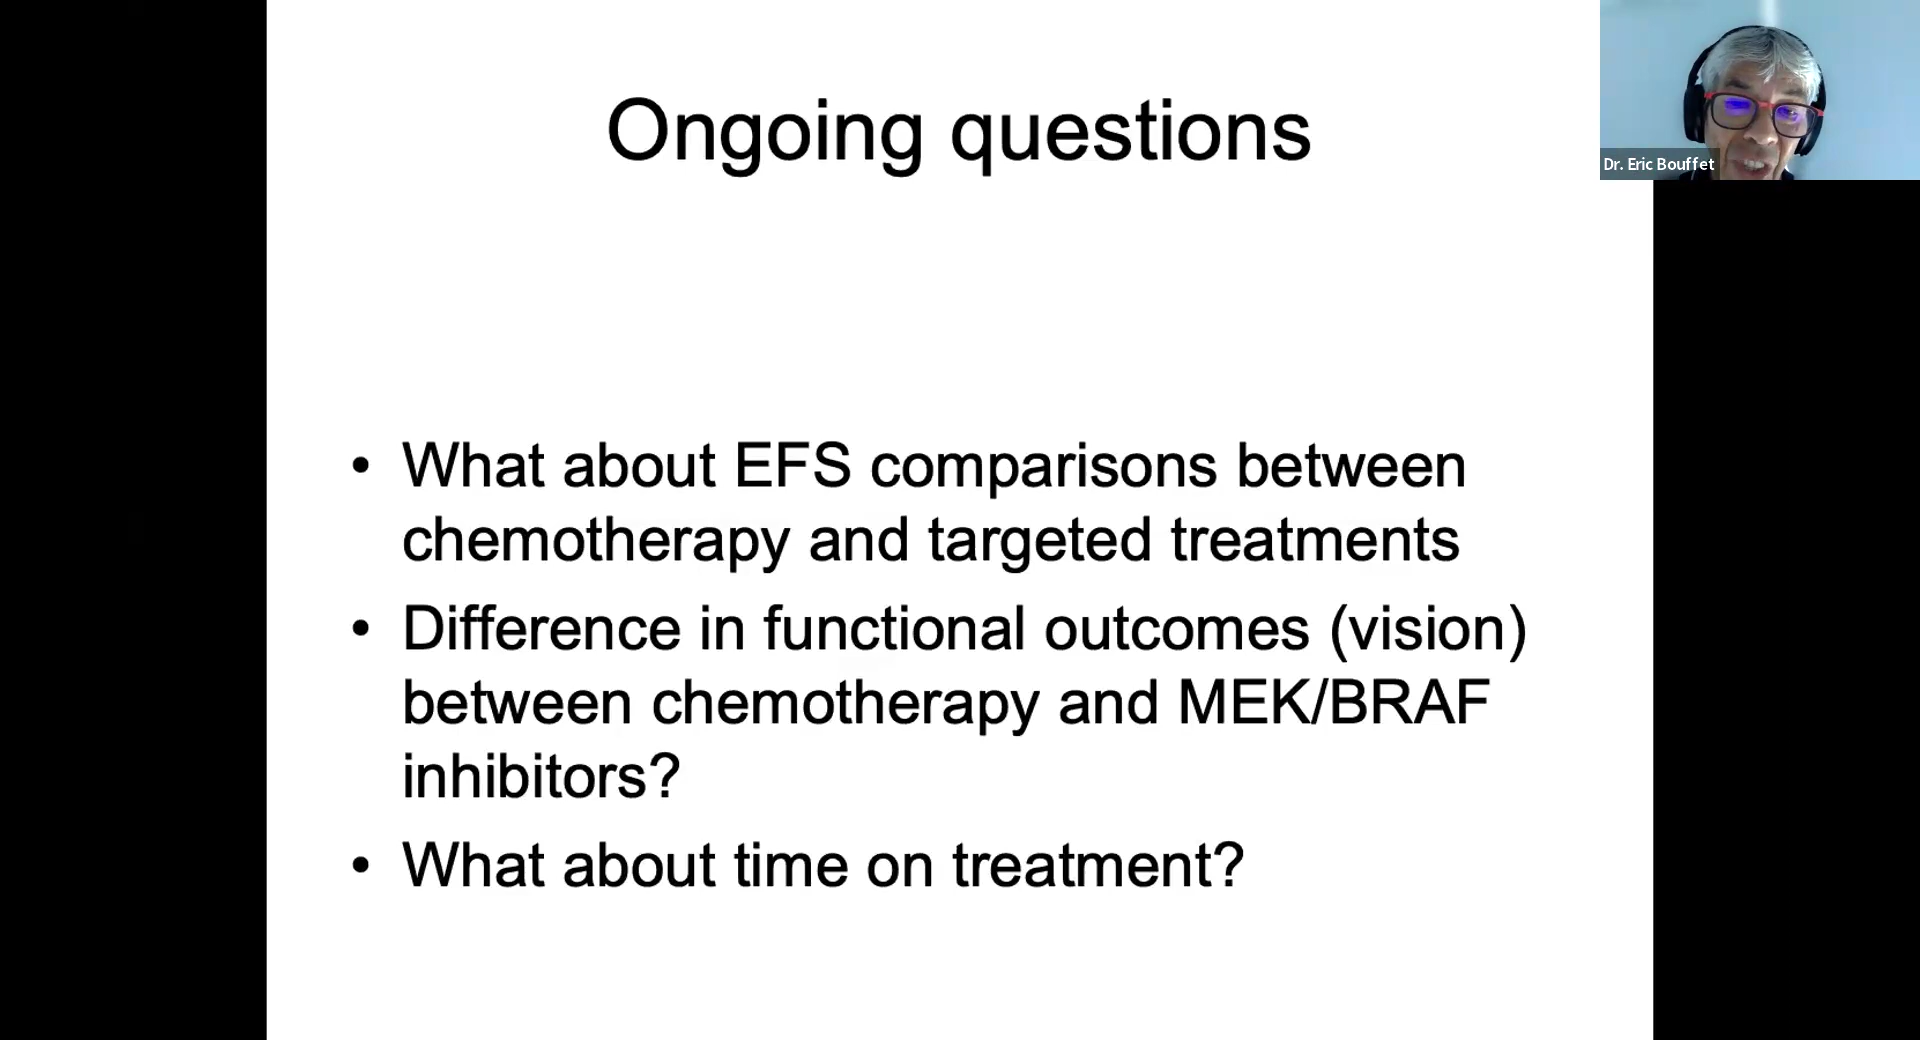 Ongoing questions
Dr. Eric Bouffet
• What about EFS comparisons between
chemotherapy and targeted treatments
• Difference in functional outcomes (vision)
between chemotherapy and MEK/BRAF
inhibitors?
• What about time on treatment?